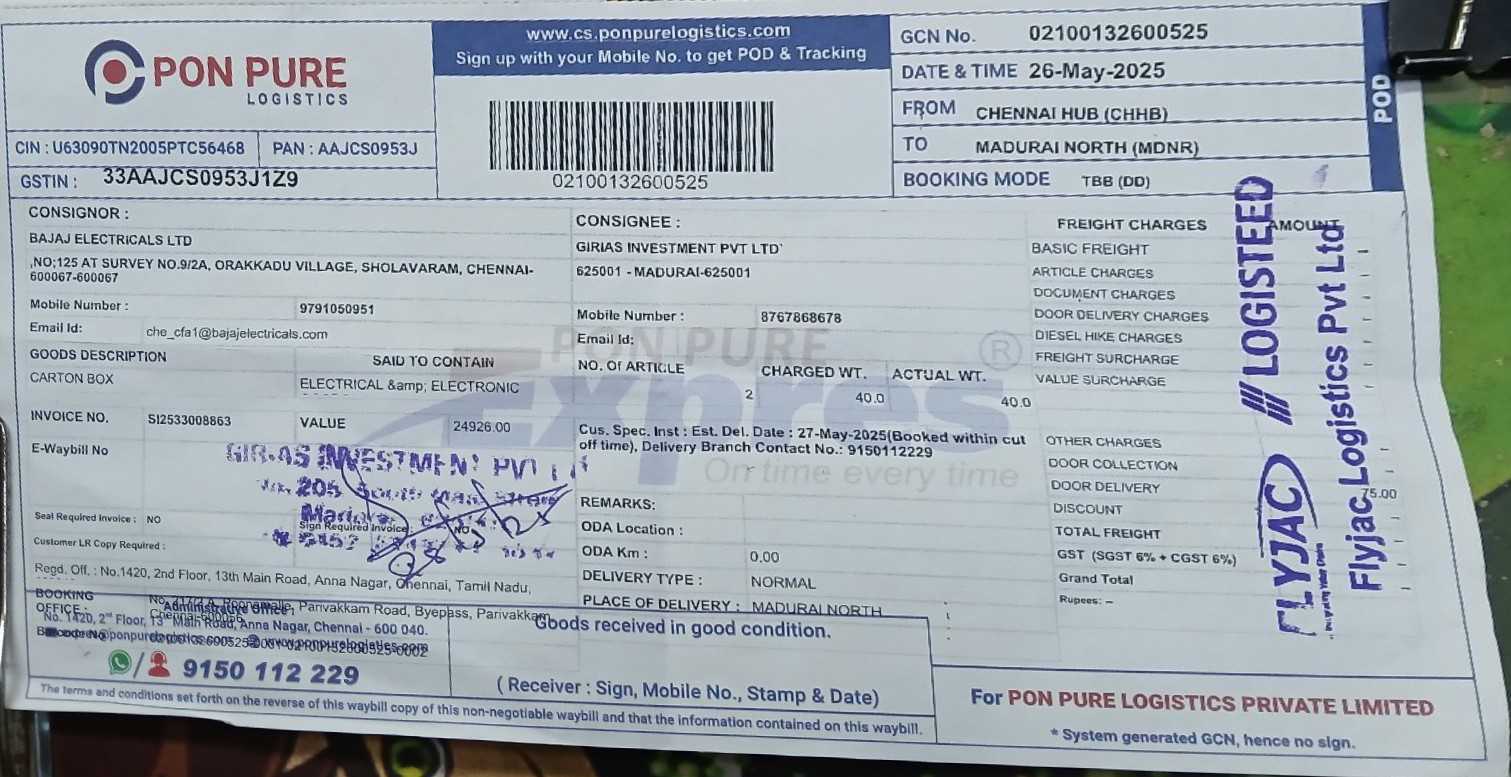 PON PURE
LOGISTICS
www.cs.ponpurelogistics.com
Sign up with your Mobile No. to get POD & Tracking
02100132600525
CIN : U63090TN2005PTC56468
PAN : AAJCS0953J
GSTIN : 33AAJCS0953J1Z9
GCN No. 02100132600525
DATE & TIME 26-May-2025
FROM CHENNAI HUB (CHHB)
TO MADURAI NORTH (MDNR)
BOOKING MODE TBB (DD)
POD
CONSIGNOR :
BAJAJ ELECTRICALS LTD
,NO;125 AT SURVEY NO.9/2A, ORAKKADU VILLAGE, SHOLAVARAM, CHENNAI-
600067-600067
Mobile Number : 9791050951
Email Id: che_cfa1@bajajelectricals.com
GOODS DESCRIPTION SAID TO CONTAIN
CARTON BOX ELECTRICAL &amp; ELECTRONIC
INVOICE NO. SI2533008863 VALUE 24926.00
E-Waybill No
Seal Required Invoice : NO
Sign Required Invoice: NO
Customer LR Copy Required :
CONSIGNEE :
GIRIAS INVESTMENT PVT LTD`
625001 - MADURAI-625001
Mobile Number : 8767868678
Email Id:
NO. Of ARTICLE CHARGED WT. ACTUAL WT.
2 40.0 40.0
Cus. Spec. Inst : Est. Del. Date : 27-May-2025(Booked within cut
off time), Delivery Branch Contact No.: 9150112229
REMARKS:
ODA Location :
ODA Km : 0.00
DELIVERY TYPE : NORMAL
PLACE OF DELIVERY : MADURAI NORTH
FREIGHT CHARGES AMOUNT
BASIC FREIGHT -
ARTICLE CHARGES -
DOCUMENT CHARGES -
DOOR DELIVERY CHARGES -
DIESEL HIKE CHARGES -
FREIGHT SURCHARGE -
VALUE SURCHARGE -
OTHER CHARGES -
DOOR COLLECTION -
DOOR DELIVERY 75.00
DISCOUNT -
TOTAL FREIGHT -
GST (SGST 6% + CGST 6%) -
Grand Total -
Rupees: –
PON PURE
Expres ®
On time every time
GIRIAS INVESTMENT PVT
205
LOGISTEED
FLYJAC
Flyjac Logistics Pvt Ltd
Regd. Off. : No.1420, 2nd Floor, 13th Main Road, Anna Nagar, Chennai, Tamil Nadu,
BOOKING
OFFICE :
Parivakkam Road, Byepass, Parivakkam,
Administrative Office :
No. 1420, 2nd Floor, 13th Main Road, Anna Nagar, Chennai - 600 040.
9150 112 229
Goods received in good condition.
( Receiver : Sign, Mobile No., Stamp & Date)
The terms and conditions set forth on the reverse of this waybill copy of this non-negotiable waybill and that the information contained on this waybill.
For PON PURE LOGISTICS PRIVATE LIMITED
* System generated GCN, hence no sign.